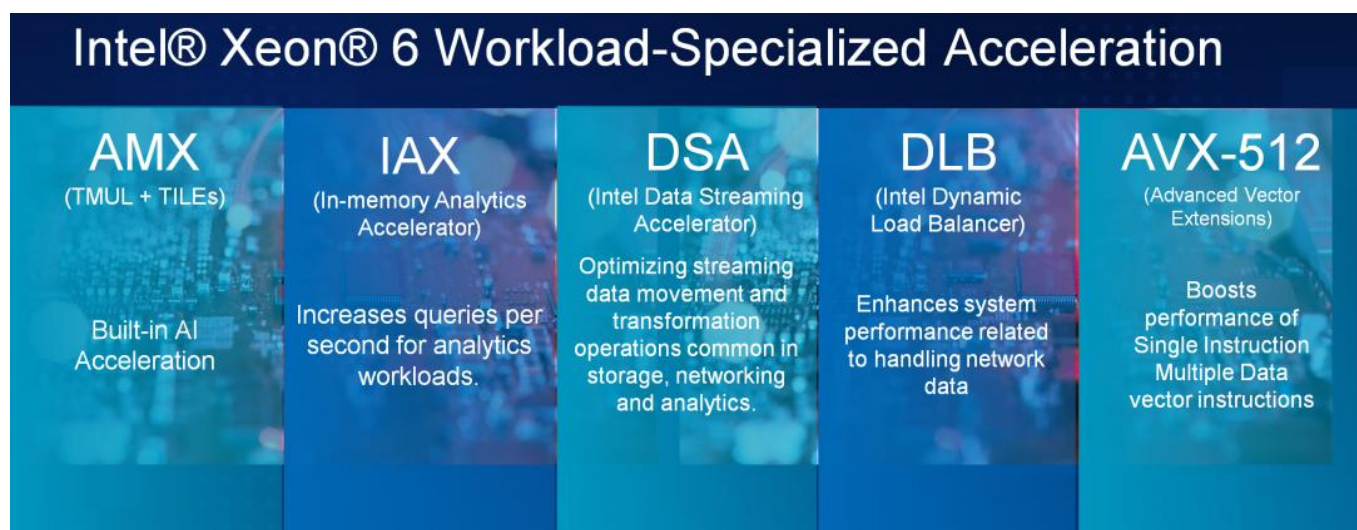 Intel® Xeon® 6 Workload-Specialized Acceleration
AMX
(TMUL + TILEs)
Built-in AI
Acceleration
IAX
(In-memory Analytics
Accelerator)
Increases queries per
second for analytics
workloads.
DSA
(Intel Data Streaming
Accelerator)
Optimizing streaming
data movement and
transformation
operations common in
storage, networking
and analytics.
DLB
(Intel Dynamic
Load Balancer)
Enhances system
performance related
to handling network
data
AVX-512
(Advanced Vector
Extensions)
Boosts
performance of
Single Instruction
Multiple Data
vector instructions